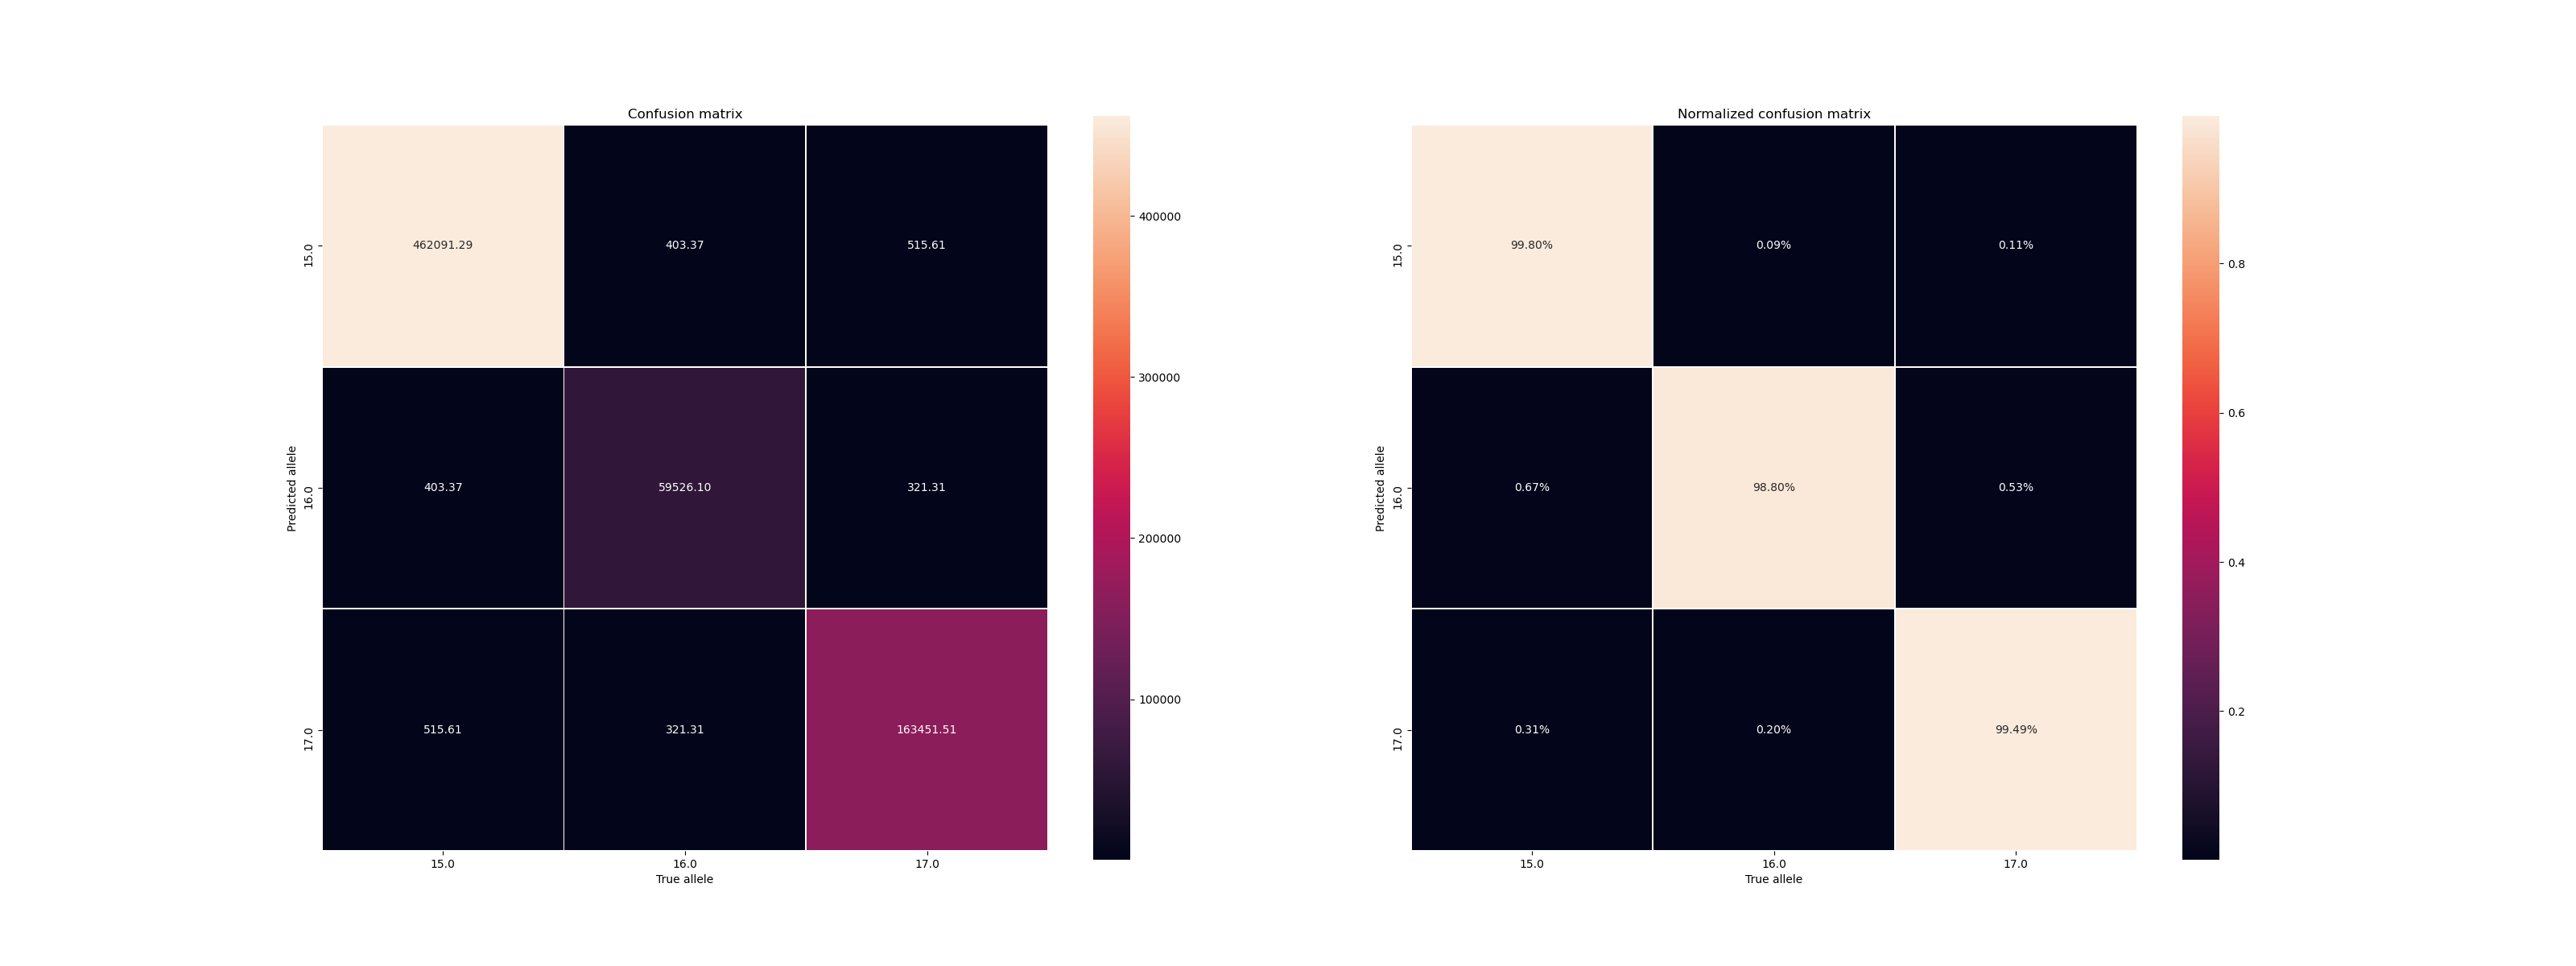 Confusion matrix
462091.29 403.37 515.61
403.37 59526.10 321.31
515.61 321.31 163451.51
15.0
16.0
17.0
Predicted allele
15.0 16.0 17.0
True allele
400000
300000
200000
100000
Normalized confusion matrix
99.80% 0.09% 0.11%
0.67% 98.80% 0.53%
0.31% 0.20% 99.49%
15.0
16.0
17.0
Predicted allele
15.0 16.0 17.0
True allele
0.8
0.6
0.4
0.2